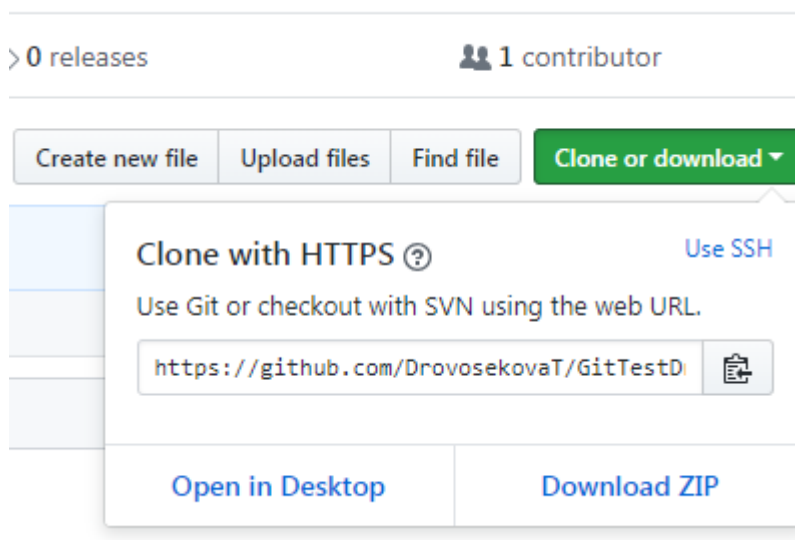 0 releases 1 contributor
Create new file Upload files Find file Clone or download
Clone with HTTPS Use SSH
Use Git or checkout with SVN using the web URL.
https://github.com/DrovosekovaT/GitTestD
Open in Desktop Download ZIP